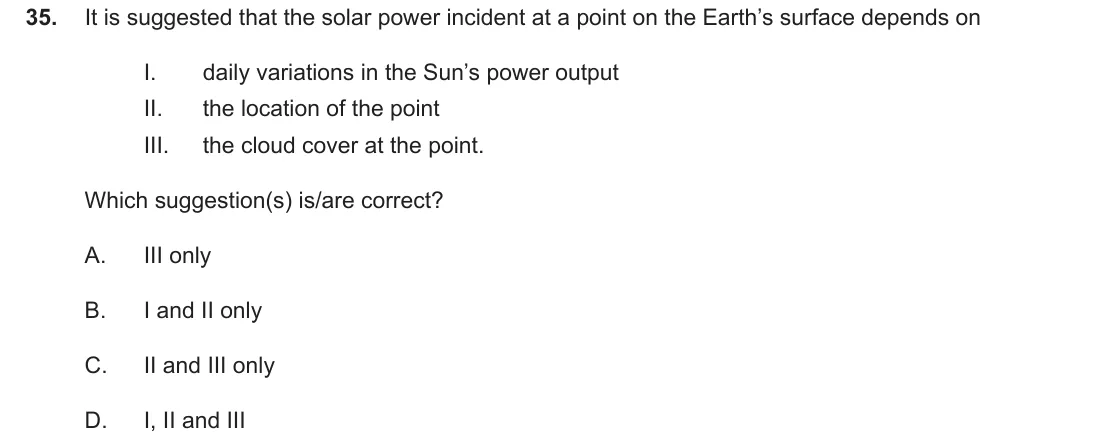 35. It is suggested that the solar power incident at a point on the Earth’s surface depends on
I. daily variations in the Sun’s power output
II. the location of the point
III. the cloud cover at the point.
Which suggestion(s) is/are correct?
A. III only
B. I and II only
C. II and III only
D. I, II and III